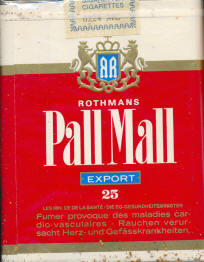 CIGARETTES
ROTHMANS
Pall Mall
EXPORT
25
LES MIN. DE LA SANTÉ · DIE EG-GESUNDHEITSMINISTER:
Fumer provoque des maladies car-
dio-vasculaires - Rauchen verur-
sacht Herz- und Gefässkrankheiten.